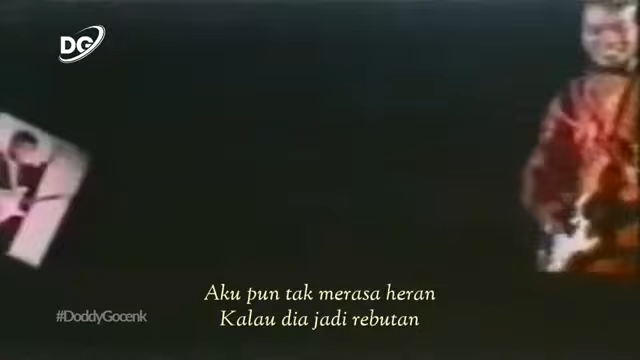 DG
Aku pun tak merasa heran
Kalau dia jadi rebutan
#DoddyGocenk